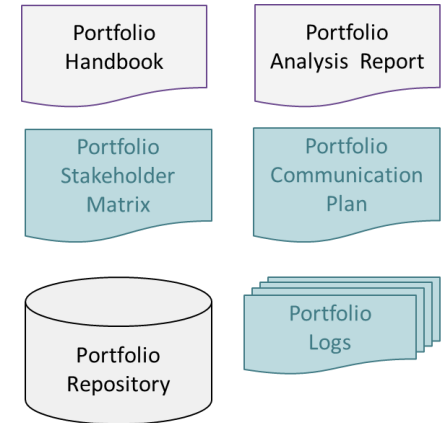 Portfolio
Handbook
Portfolio
Analysis Report
Portfolio
Stakeholder
Matrix
Portfolio
Communication
Plan
Portfolio
Repository
Portfolio
Logs